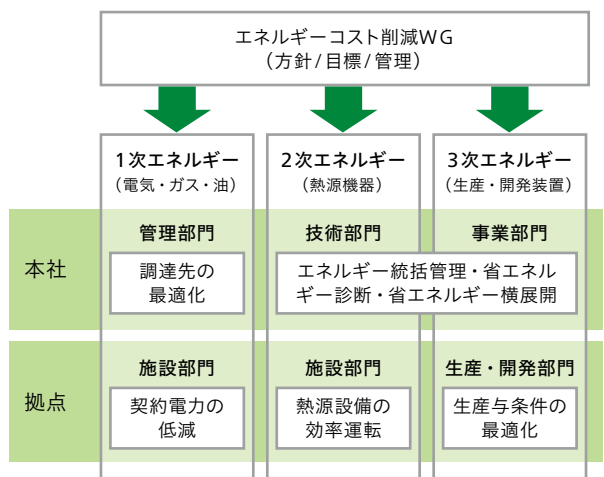 エネルギーコスト削減WG
（方針/目標/管理）
1次エネルギー
（電気・ガス・油）
2次エネルギー
（熱源機器）
3次エネルギー
（生産・開発装置）
本社
管理部門
調達先の
最適化
技術部門
事業部門
エネルギー統括管理・省エネル
ギー診断・省エネルギー横展開
拠点
施設部門
契約電力の
低減
施設部門
熱源設備の
効率運転
生産・開発部門
生産与条件の
最適化